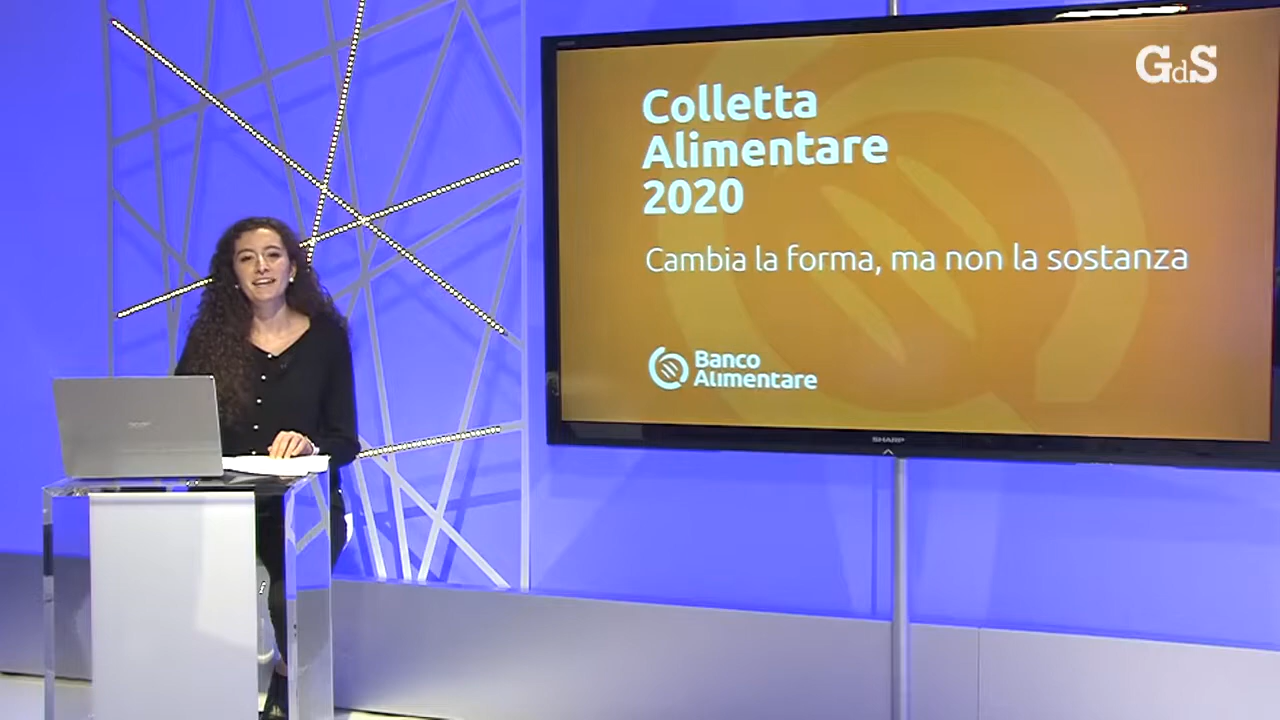 GdS
Colletta
Alimentare
2020
Cambia la forma, ma non la sostanza
Banco
Alimentare
SHARP